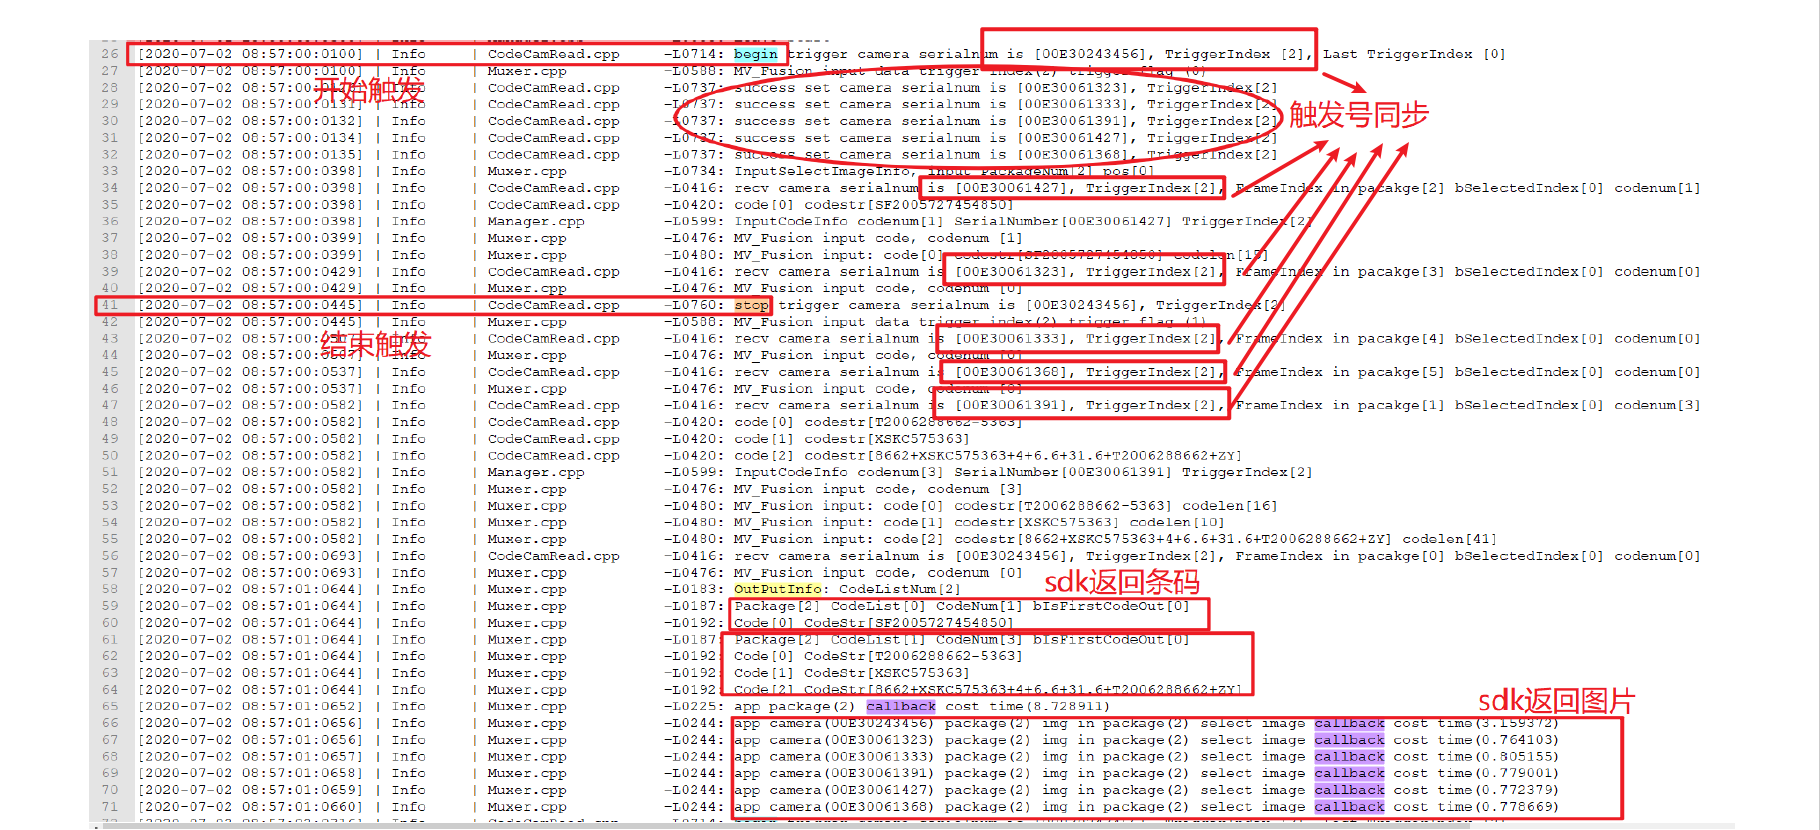 26 [2020-07-02 08:57:00:0100] | Info | CodeCamRead.cpp -L0714: begin trigger camera serialnum is [00E30243456], TriggerIndex [2], Last TriggerIndex [0]
27 [2020-07-02 08:57:00:0100] | Info | Muxer.cpp -L0588: MV_Fusion input data trigger index(2) trigger flag (0)
开始触发
28 [2020-07-02 08:57:00: | Info | CodeCamRead.cpp -L0737: success set camera serialnum is [00E30061323], TriggerIndex[2]
29 [2020-07-02 08:57:00:0131] | Info | CodeCamRead.cpp -L0737: success set camera serialnum is [00E30061333], TriggerIndex[2]
触发号同步
30 [2020-07-02 08:57:00:0132] | Info | CodeCamRead.cpp -L0737: success set camera serialnum is [00E30061391], TriggerIndex[2]
31 [2020-07-02 08:57:00:0134] | Info | CodeCamRead.cpp -L0737: success set camera serialnum is [00E30061427], TriggerIndex[2]
32 [2020-07-02 08:57:00:0135] | Info | CodeCamRead.cpp -L0737: success set camera serialnum is [00E30061368], TriggerIndex[2]
33 [2020-07-02 08:57:00:0398] | Info | Muxer.cpp -L0734: InputSelectImageInfo, input PackageNum[2] pos[0]
34 [2020-07-02 08:57:00:0398] | Info | CodeCamRead.cpp -L0416: recv camera serialnum is [00E30061427], TriggerIndex[2], FrameIndex in pacakge[2] bSelectedIndex[0] codenum[1]
35 [2020-07-02 08:57:00:0398] | Info | CodeCamRead.cpp -L0420: code[0] codestr[SF2005727454850]
36 [2020-07-02 08:57:00:0398] | Info | Manager.cpp -L0599: InputCodeInfo codenum[1] SerialNumber[00E30061427] TriggerIndex[2]
37 [2020-07-02 08:57:00:0399] | Info | Muxer.cpp -L0476: MV_Fusion input code, codenum [1]
38 [2020-07-02 08:57:00:0399] | Info | Muxer.cpp -L0480: MV_Fusion input: code[0] codestr[SF2005727454850] codelen[15]
39 [2020-07-02 08:57:00:0429] | Info | CodeCamRead.cpp -L0416: recv camera serialnum is [00E30061323], TriggerIndex[2], FrameIndex in pacakge[3] bSelectedIndex[0] codenum[0]
40 [2020-07-02 08:57:00:0429] | Info | Muxer.cpp -L0476: MV_Fusion input code, codenum [0]
41 [2020-07-02 08:57:00:0445] | Info | CodeCamRead.cpp -L0760: stop trigger camera serialnum is [00E30243456], TriggerIndex[2]
42 [2020-07-02 08:57:00:0445] | Info | Muxer.cpp -L0588: MV_Fusion input data trigger index(2) trigger flag (1)
结束触发
43 [2020-07-02 08:57:00: | Info | CodeCamRead.cpp -L0416: recv camera serialnum is [00E30061333], TriggerIndex[2], FrameIndex in pacakge[4] bSelectedIndex[0] codenum[0]
44 [2020-07-02 08:57:00: | Info | Muxer.cpp -L0476: MV_Fusion input code, codenum [0]
45 [2020-07-02 08:57:00:0537] | Info | CodeCamRead.cpp -L0416: recv camera serialnum is [00E30061368], TriggerIndex[2], FrameIndex in pacakge[5] bSelectedIndex[0] codenum[0]
46 [2020-07-02 08:57:00:0537] | Info | Muxer.cpp -L0476: MV_Fusion input code, codenum [0]
47 [2020-07-02 08:57:00:0582] | Info | CodeCamRead.cpp -L0416: recv camera serialnum is [00E30061391], TriggerIndex[2], FrameIndex in pacakge[1] bSelectedIndex[0] codenum[3]
48 [2020-07-02 08:57:00:0582] | Info | CodeCamRead.cpp -L0420: code[0] codestr[T2006288662-5363]
49 [2020-07-02 08:57:00:0582] | Info | CodeCamRead.cpp -L0420: code[1] codestr[XSKC575363]
50 [2020-07-02 08:57:00:0582] | Info | CodeCamRead.cpp -L0420: code[2] codestr[8662+XSKC575363+4+6.6+31.6+T2006288662+ZY]
51 [2020-07-02 08:57:00:0582] | Info | Manager.cpp -L0599: InputCodeInfo codenum[3] SerialNumber[00E30061391] TriggerIndex[2]
52 [2020-07-02 08:57:00:0582] | Info | Muxer.cpp -L0476: MV_Fusion input code, codenum [3]
53 [2020-07-02 08:57:00:0582] | Info | Muxer.cpp -L0480: MV_Fusion input: code[0] codestr[T2006288662-5363] codelen[16]
54 [2020-07-02 08:57:00:0582] | Info | Muxer.cpp -L0480: MV_Fusion input: code[1] codestr[XSKC575363] codelen[10]
55 [2020-07-02 08:57:00:0582] | Info | Muxer.cpp -L0480: MV_Fusion input: code[2] codestr[8662+XSKC575363+4+6.6+31.6+T2006288662+ZY] codelen[41]
56 [2020-07-02 08:57:00:0693] | Info | CodeCamRead.cpp -L0416: recv camera serialnum is [00E30243456], TriggerIndex[2], FrameIndex in pacakge[0] bSelectedIndex[0] codenum[0]
57 [2020-07-02 08:57:00:0693] | Info | Muxer.cpp -L0476: MV_Fusion input code, codenum [0]
sdk返回条码
58 [2020-07-02 08:57:01:0644] | Info | Muxer.cpp -L0183: OutPutInfo: CodeListNum[2]
59 [2020-07-02 08:57:01:0644] | Info | Muxer.cpp -L0187: Package[2] CodeList[0] CodeNum[1] bIsFirstCodeOut[0]
60 [2020-07-02 08:57:01:0644] | Info | Muxer.cpp -L0192: Code[0] CodeStr[SF2005727454850]
61 [2020-07-02 08:57:01:0644] | Info | Muxer.cpp -L0187: Package[2] CodeList[1] CodeNum[3] bIsFirstCodeOut[0]
62 [2020-07-02 08:57:01:0644] | Info | Muxer.cpp -L0192: Code[0] CodeStr[T2006288662-5363]
63 [2020-07-02 08:57:01:0644] | Info | Muxer.cpp -L0192: Code[1] CodeStr[XSKC575363]
64 [2020-07-02 08:57:01:0644] | Info | Muxer.cpp -L0192: Code[2] CodeStr[8662+XSKC575363+4+6.6+31.6+T2006288662+ZY]
65 [2020-07-02 08:57:01:0652] | Info | Muxer.cpp -L0225: app package(2) callback cost time(8.728911)
sdk返回图片
66 [2020-07-02 08:57:01:0656] | Info | Muxer.cpp -L0244: app camera(00E30243456) package(2) img in package(2) select image callback cost time(3.159372)
67 [2020-07-02 08:57:01:0656] | Info | Muxer.cpp -L0244: app camera(00E30061323) package(2) img in package(2) select image callback cost time(0.764103)
68 [2020-07-02 08:57:01:0657] | Info | Muxer.cpp -L0244: app camera(00E30061333) package(2) img in package(2) select image callback cost time(0.805155)
69 [2020-07-02 08:57:01:0658] | Info | Muxer.cpp -L0244: app camera(00E30061391) package(2) img in package(2) select image callback cost time(0.779001)
70 [2020-07-02 08:57:01:0659] | Info | Muxer.cpp -L0244: app camera(00E30061427) package(2) img in package(2) select image callback cost time(0.772379)
71 [2020-07-02 08:57:01:0660] | Info | Muxer.cpp -L0244: app camera(00E30061368) package(2) img in package(2) select image callback cost time(0.778669)